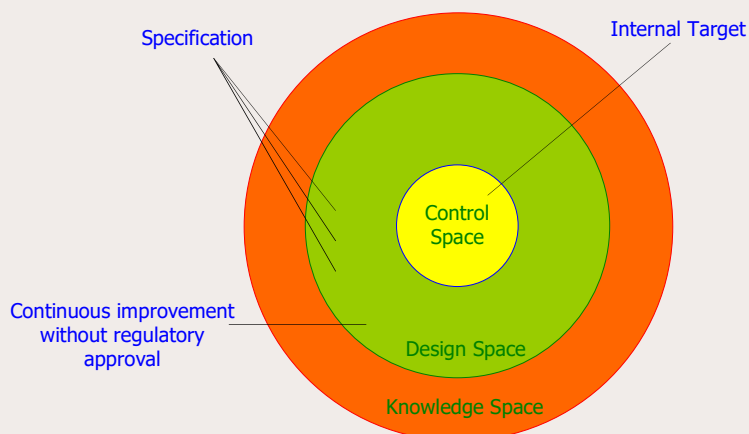 Specification
Internal Target
Control
Space
Continuous improvement
without regulatory
approval
Design Space
Knowledge Space